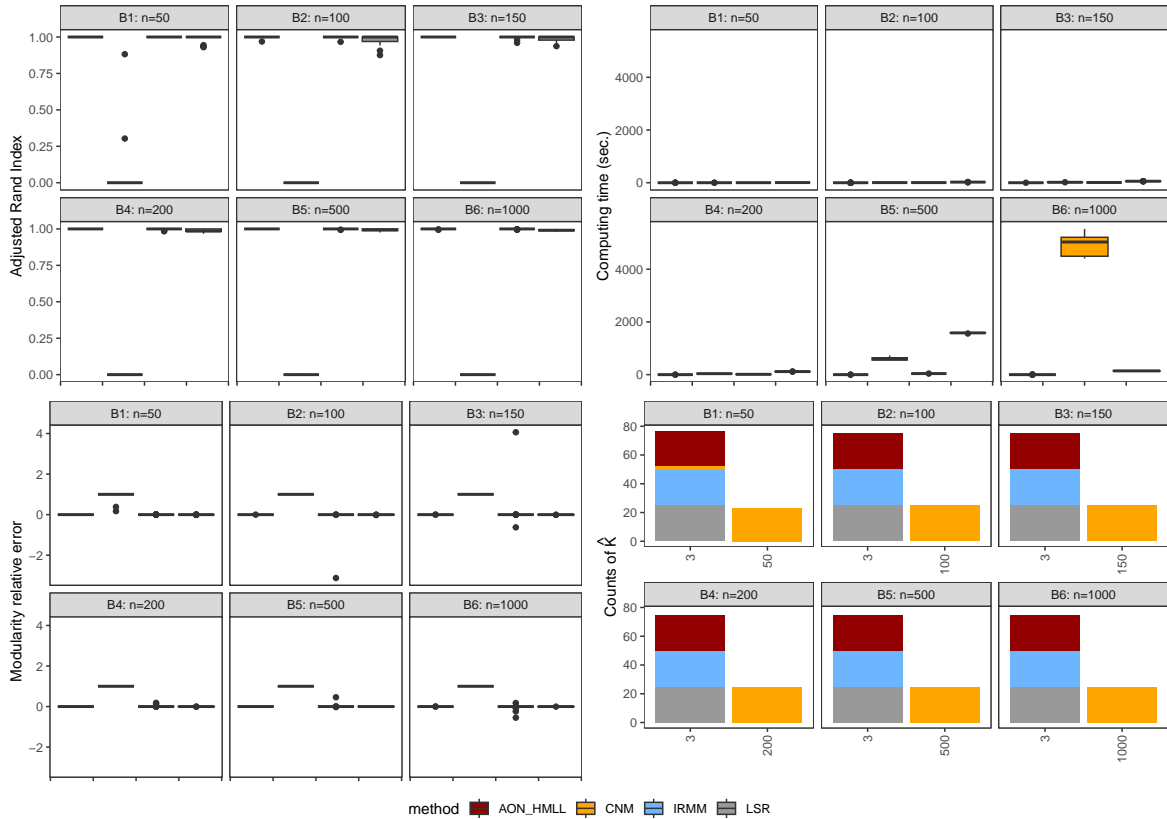 B1: n=50
B2: n=100
B3: n=150
1.00
0.75
0.50
0.25
0.00
B4: n=200
B5: n=500
B6: n=1000
1.00
0.75
0.50
0.25
0.00
Adjusted Rand Index
B1: n=50
B2: n=100
B3: n=150
4000
2000
0
B4: n=200
B5: n=500
B6: n=1000
4000
2000
0
Computing time (sec.)
B1: n=50
B2: n=100
B3: n=150
4
2
0
−2
B4: n=200
B5: n=500
B6: n=1000
4
2
0
−2
Modularity relative error
B1: n=50
B2: n=100
B3: n=150
80
60
40
20
0
3
50
3
100
3
150
B4: n=200
B5: n=500
B6: n=1000
80
60
40
20
0
3
200
3
500
3
1000
Counts of K̂
method AON_HMLL CNM IRMM LSR